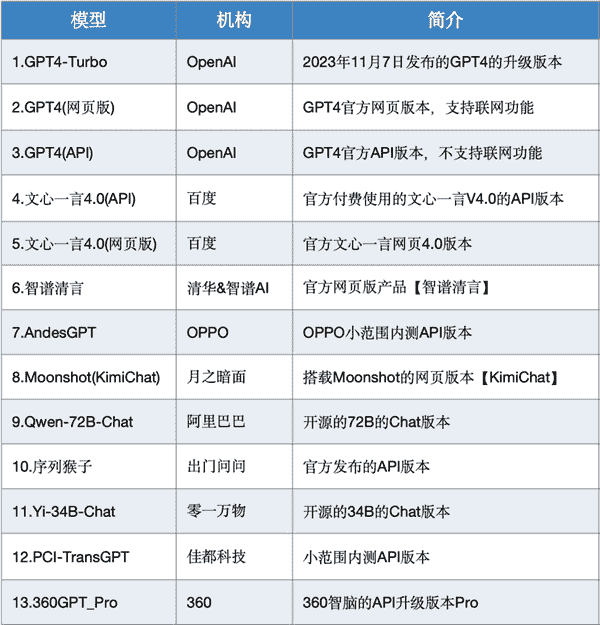 模型 机构 简介
1.GPT4-Turbo OpenAI 2023年11月7日发布的GPT4的升级版本
2.GPT4(网页版) OpenAI GPT4官方网页版本，支持联网功能
3.GPT4(API) OpenAI GPT4官方API版本，不支持联网功能
4.文心一言4.0(API) 百度 官方付费使用的文心一言V4.0的API版本
5.文心一言4.0(网页版) 百度 官方文心一言网页4.0版本
6.智谱清言 清华&智谱AI 官方网页版产品【智谱清言】
7.AndesGPT OPPO OPPO小范围内测API版本
8.Moonshot(KimiChat) 月之暗面 搭载Moonshot的网页版本【KimiChat】
9.Qwen-72B-Chat 阿里巴巴 开源的72B的Chat版本
10.序列猴子 出门问问 官方发布的API版本
11.Yi-34B-Chat 零一万物 开源的34B的Chat版本
12.PCI-TransGPT 佳都科技 小范围内测API版本
13.360GPT_Pro 360 360智脑的API升级版本Pro